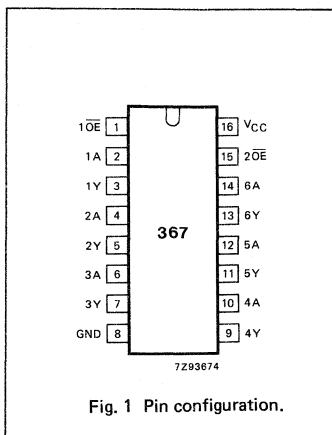 1OE 1 16 VCC
1A 2 15 2OE
1Y 3 14 6A
2A 4 13 6Y
2Y 5 367 12 5A
3A 6 11 5Y
3Y 7 10 4A
GND 8 9 4Y
7Z93674
Fig. 1 Pin configuration.